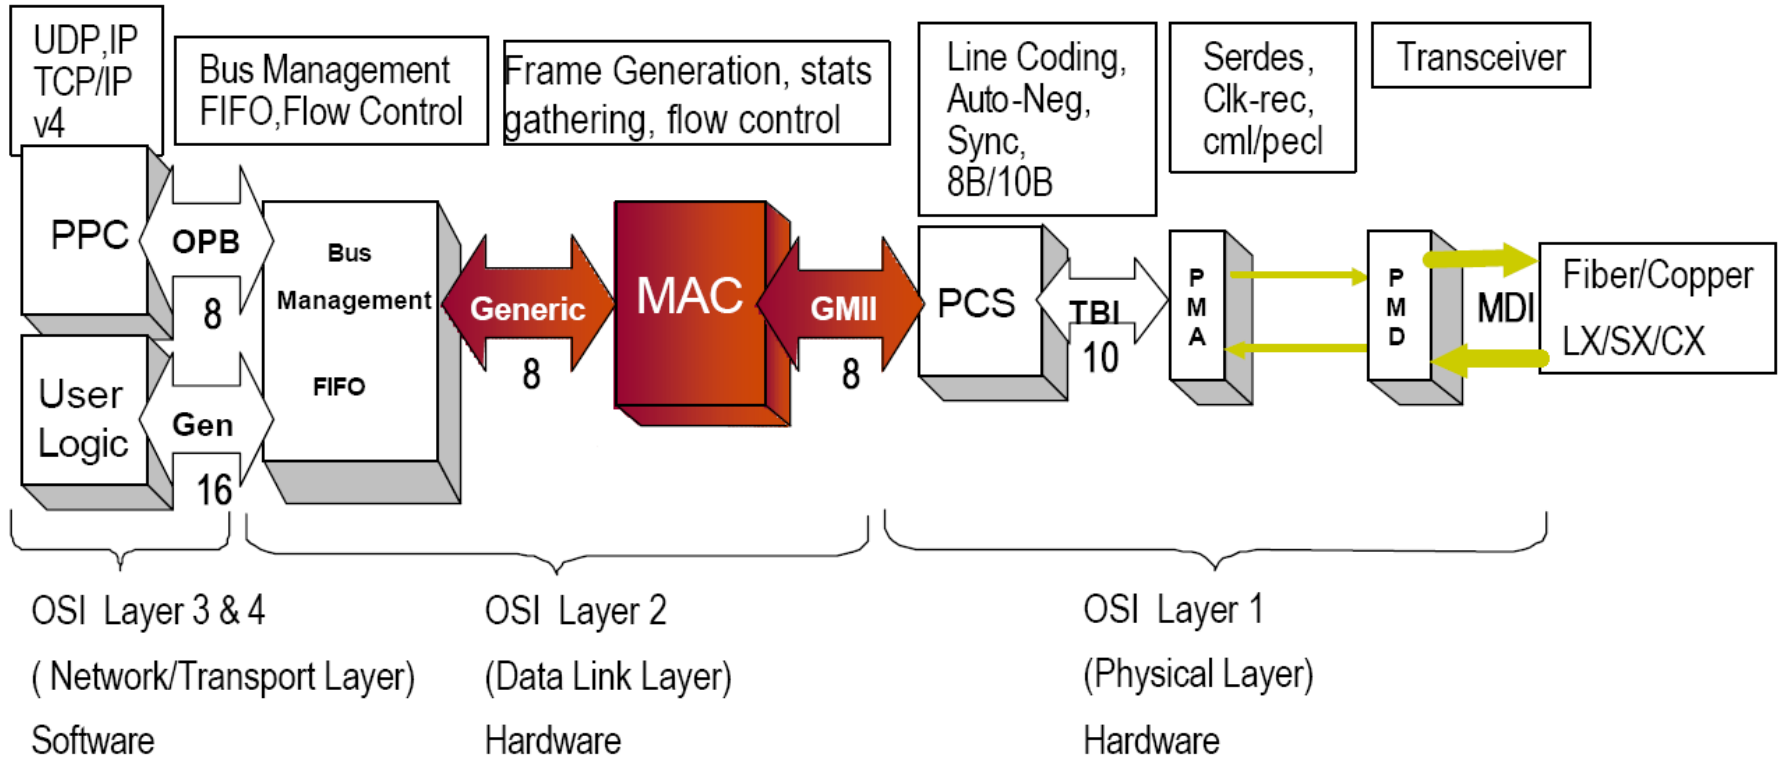 UDP,IP
TCP/IP
v4
Bus Management
FIFO,Flow Control
Frame Generation, stats
gathering, flow control
Line Coding,
Auto-Neg,
Sync,
8B/10B
Serdes,
Clk-rec,
cml/pecl
Transceiver
PPC
OPB
8
User
Logic
Gen
16
Bus
Management
FIFO
Generic
8
MAC
GMII
8
PCS
TBI
10
P
M
A
P
M
D
MDI
Fiber/Copper
LX/SX/CX
OSI Layer 3 & 4
( Network/Transport Layer)
Software
OSI Layer 2
(Data Link Layer)
Hardware
OSI Layer 1
(Physical Layer)
Hardware